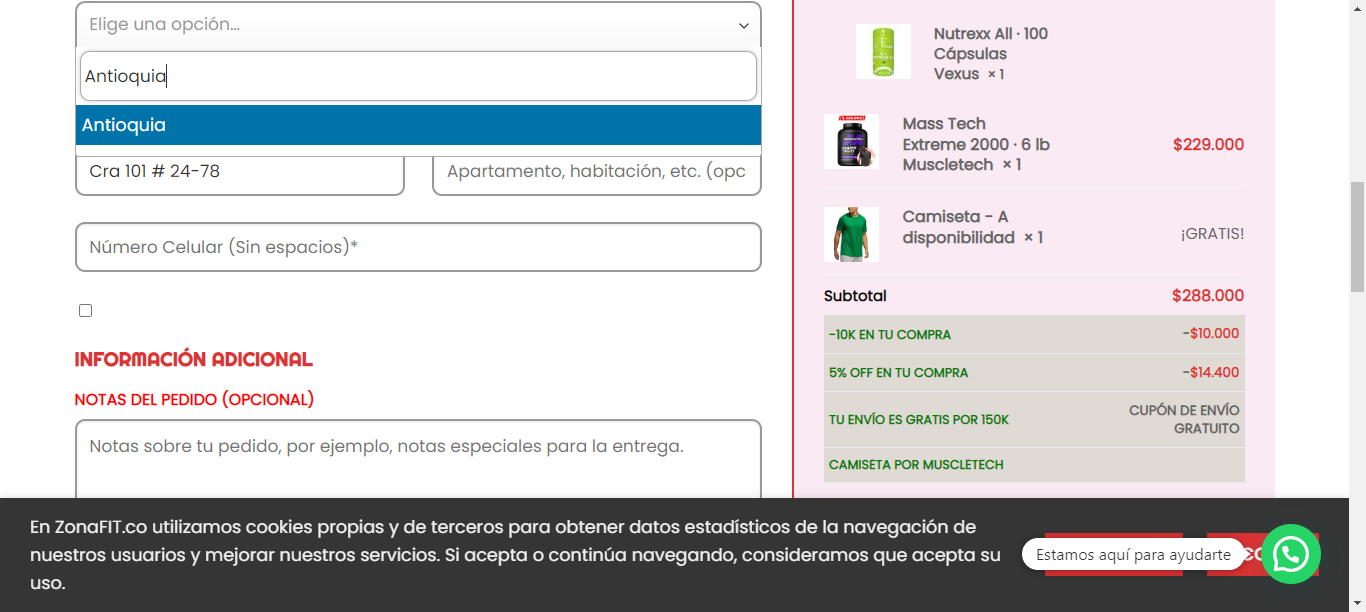 Elige una opción...
Antioquia
Antioquia
Cra 101 # 24-78
Apartamento, habitación, etc. (opc
Número Celular (Sin espacios)*
INFORMACIÓN ADICIONAL
NOTAS DEL PEDIDO (OPCIONAL)
Notas sobre tu pedido, por ejemplo, notas especiales para la entrega.
Nutrexx All · 100
Cápsulas
Vexus × 1
Mass Tech
Extreme 2000 · 6 lb
Muscletech × 1
$229.000
Camiseta - A
disponibilidad × 1
¡GRATIS!
Subtotal $288.000
-10K EN TU COMPRA -$10.000
5% OFF EN TU COMPRA -$14.400
TU ENVÍO ES GRATIS POR 150K
CUPÓN DE ENVÍO
GRATUITO
CAMISETA POR MUSCLETECH
En ZonaFIT.co utilizamos cookies propias y de terceros para obtener datos estadísticos de la navegación de
nuestros usuarios y mejorar nuestros servicios. Si acepta o continúa navegando, consideramos que acepta su
uso.
Estamos aquí para ayudarte